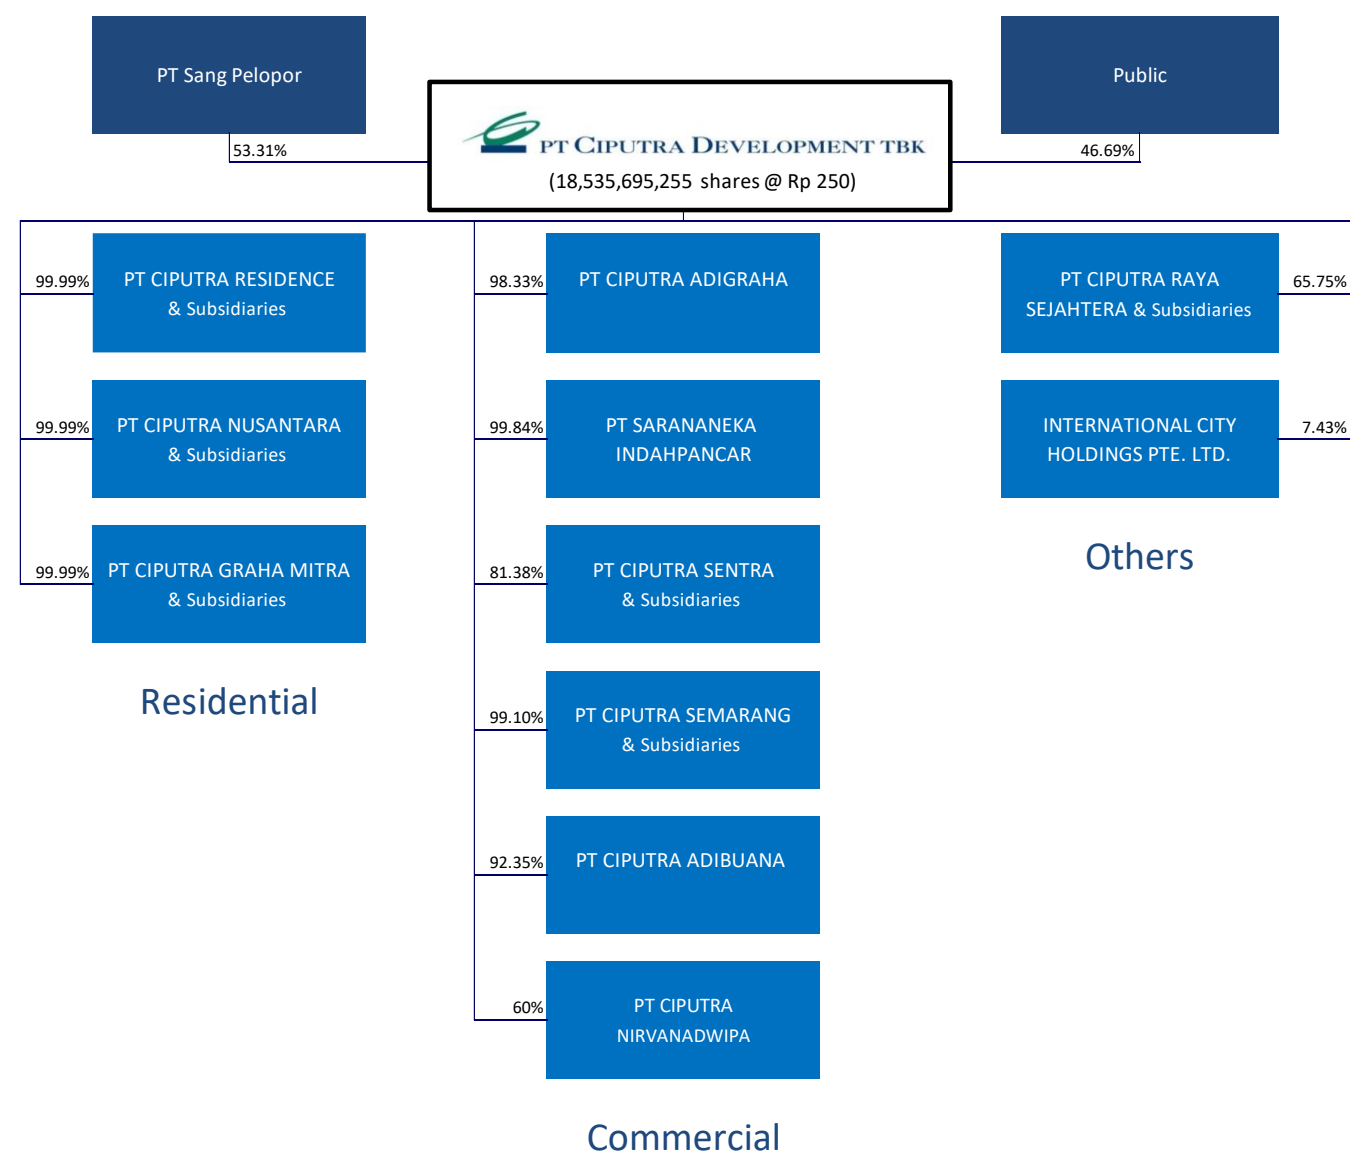 PT Sang Pelopor
Public
53.31%
46.69%
PT CIPUTRA DEVELOPMENT TBK
(18,535,695,255 shares @ Rp 250)
99.99%
PT CIPUTRA RESIDENCE
& Subsidiaries
99.99%
PT CIPUTRA NUSANTARA
& Subsidiaries
99.99%
PT CIPUTRA GRAHA MITRA
& Subsidiaries
Residential
98.33%
PT CIPUTRA ADIGRAHA
99.84%
PT SARANANEKA
INDAHPANCAR
81.38%
PT CIPUTRA SENTRA
& Subsidiaries
99.10%
PT CIPUTRA SEMARANG
& Subsidiaries
92.35%
PT CIPUTRA ADIBUANA
60%
PT CIPUTRA
NIRVANADWIPA
Commercial
PT CIPUTRA RAYA
SEJAHTERA & Subsidiaries
65.75%
INTERNATIONAL CITY
HOLDINGS PTE. LTD.
7.43%
Others